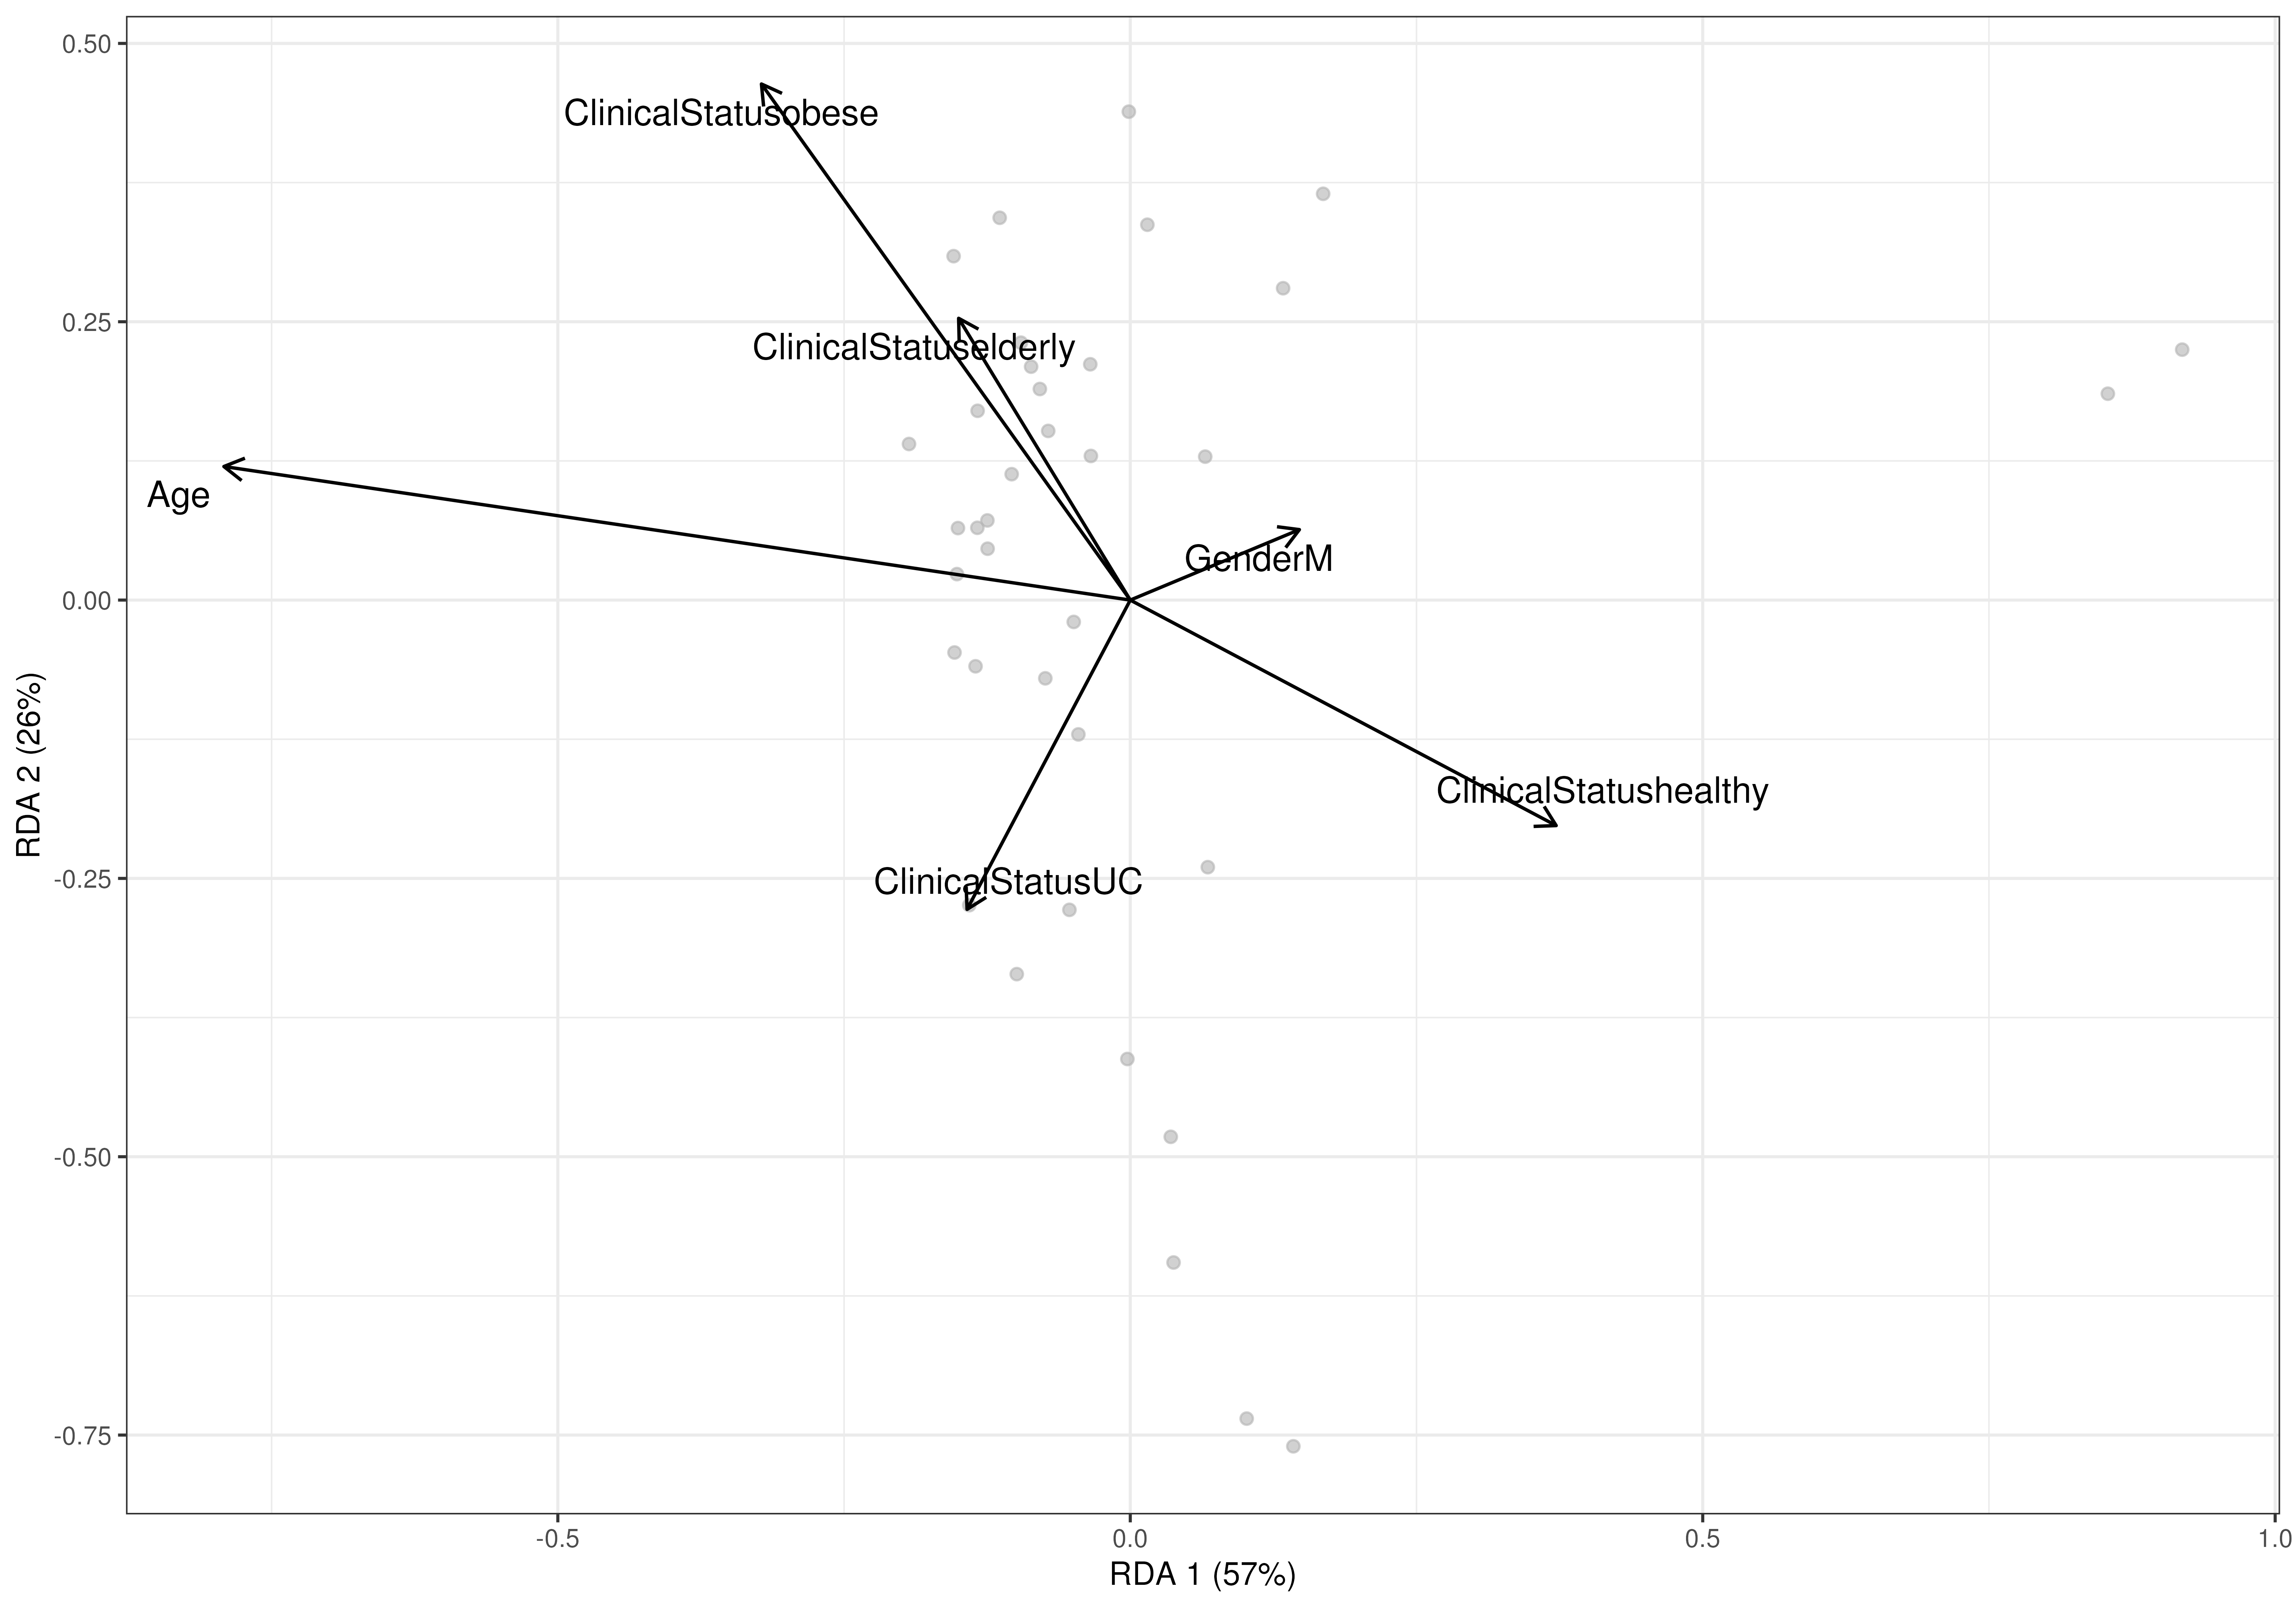 0.50
ClinicalStatusobese
0.25
ClinicalStatuselderly
Age
GenderM
0.00
RDA 2 (26%)
ClinicalStatushealthy
-0.25
ClinicalStatusUC
-0.50
-0.75
-0.5
0.0
0.5
1.0
RDA 1 (57%)